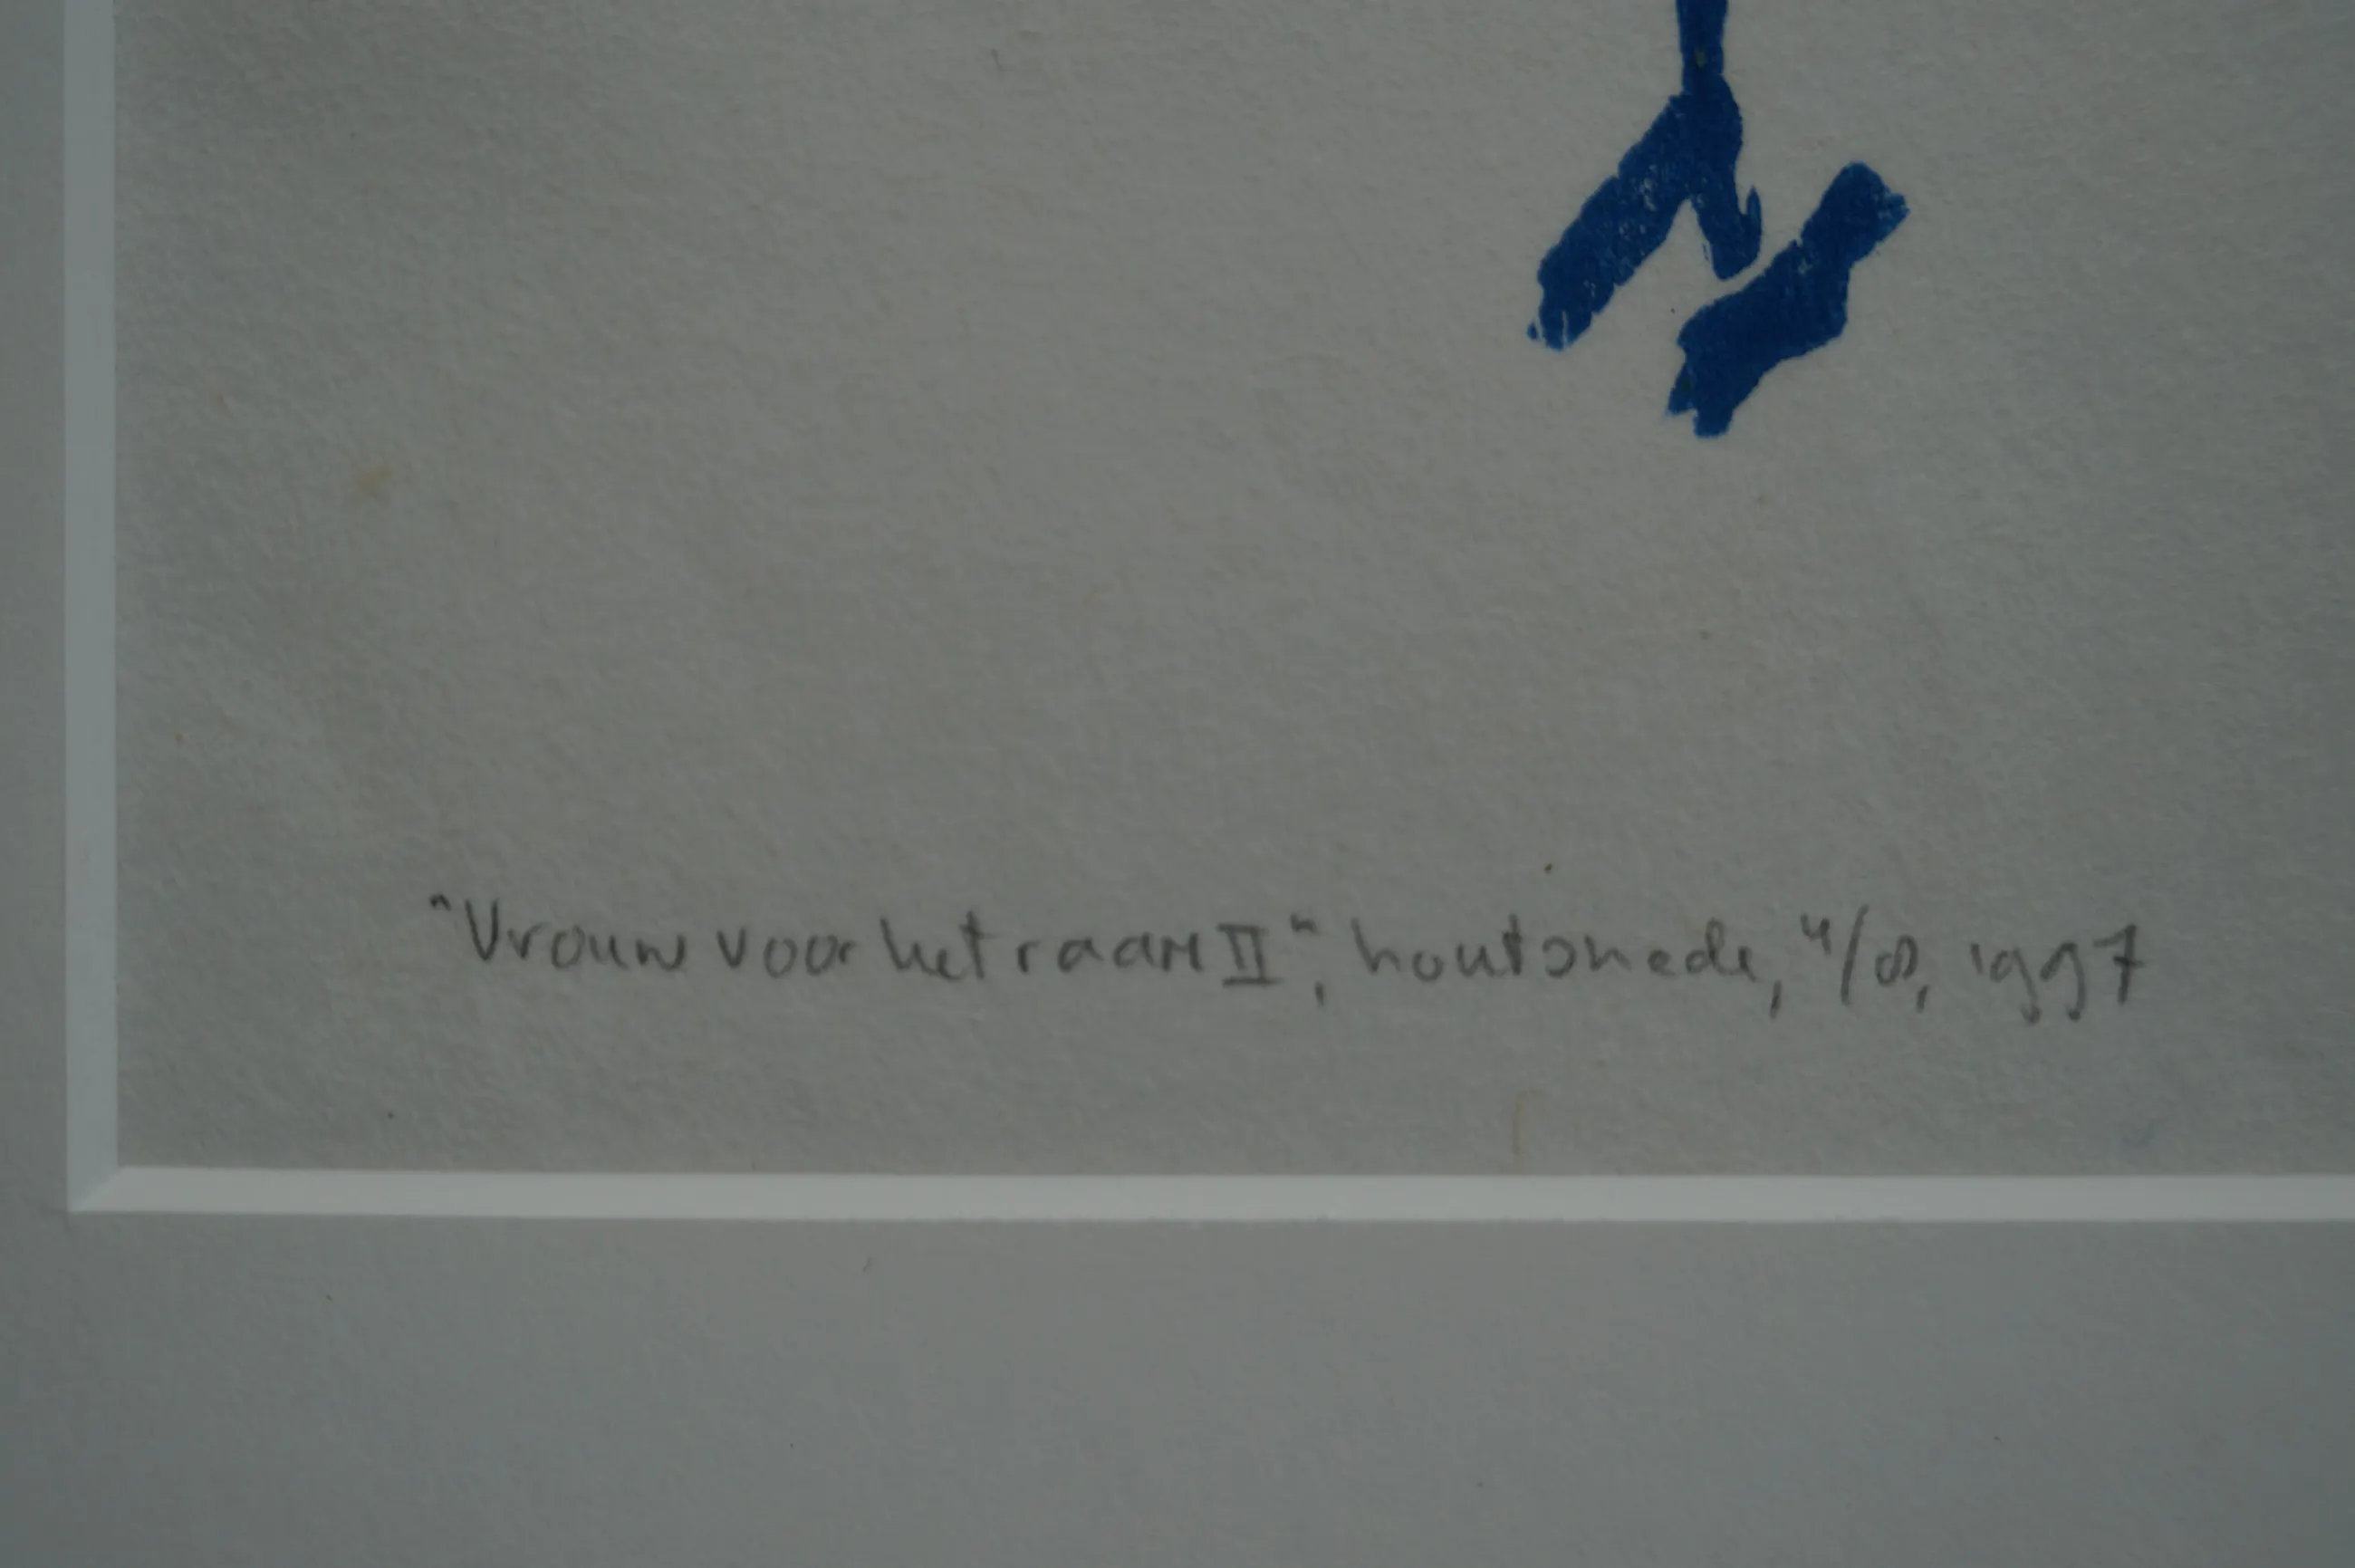 "Vrouw voor het raam II", houtsnede, 4/8, 1997